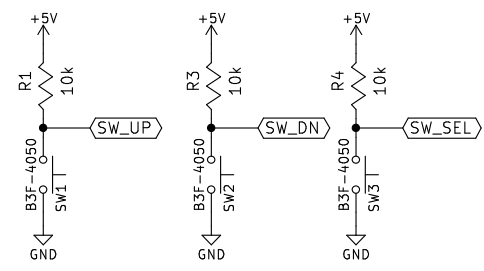 +5V
R1
10k
SW_UP
B3F-4050
SW1
GND
+5V
R3
10k
SW_DN
B3F-4050
SW2
GND
+5V
R4
10k
SW_SEL
B3F-4050
SW3
GND